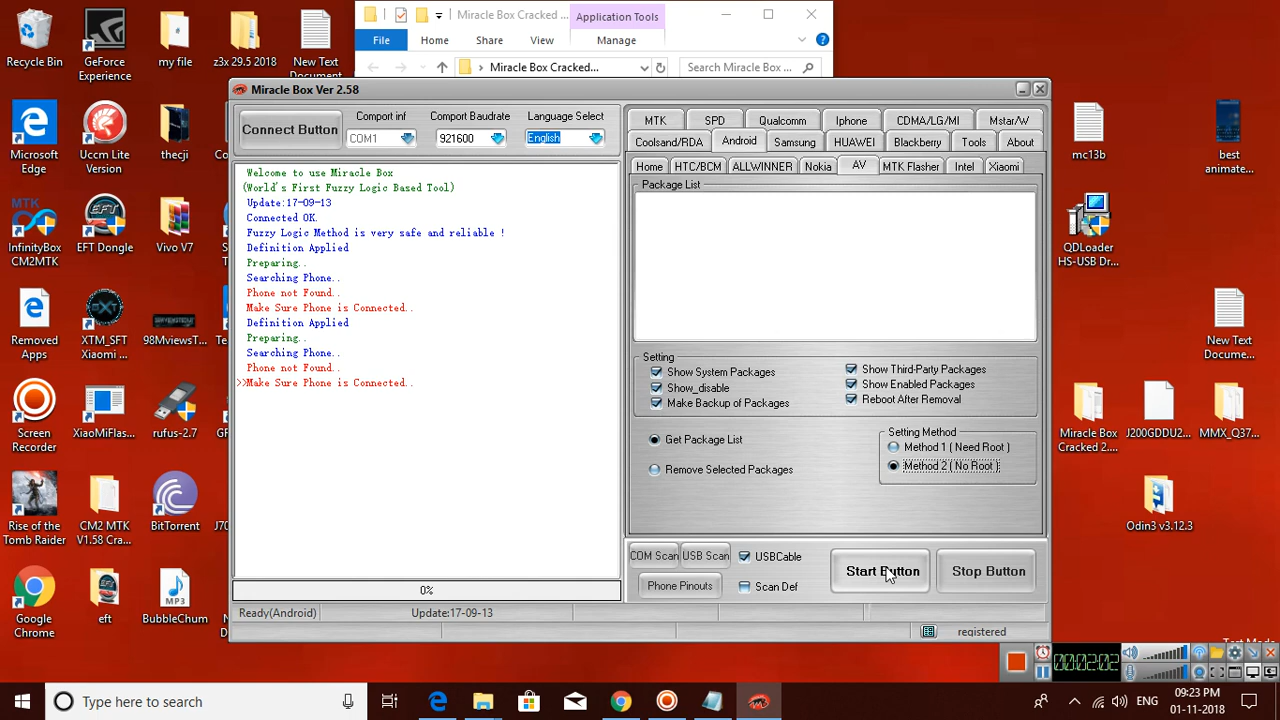 Miracle Box Cracked ...
Application Tools
File
Home
Share
View
Manage
Miracle Box Cracked...
Search Miracle Box ...
Recycle Bin
GeForce
Experience
my file
z3x 29.5 2018
New Text
Document
Microsoft
Edge
Uccm Lite
Version
thecji
InfinityBox
CM2MTK
EFT Dongle
Vivo V7
Removed
Apps
XTM_SFT
Xiaomi ...
98MviewsT...
Screen
Recorder
XiaoMiFlas...
rufus-2.7
Rise of the
Tomb Raider
CM2 MTK
V1.58 Cra...
BitTorrent
Google
Chrome
eft
BubbleChum
MP3
mc13b
best
animate...
QDLoader
HS-USB Dr...
New Text
Docume...
Miracle Box
Cracked 2....
J200GDDU2...
MMX_Q37...
Odin3 v3.12.3
Miracle Box Ver 2.58
Connect Button
Comport inf
COM1
Comport Baudrate
921600
Language Select
English
Welcome to use Miracle Box
(World's First Fuzzy Logic Based Tool)
Update:17-09-13
Connected OK.
Fuzzy Logic Method is very safe and reliable !
Definition Applied
Preparing..
Searching Phone..
Phone not Found..
Make Sure Phone is Connected..
Definition Applied
Preparing..
Searching Phone..
Phone not Found..
>>Make Sure Phone is Connected..
0%
Ready(Android)
Update:17-09-13
MTK
SPD
Qualcomm
Iphone
CDMA/LG/MI
Mstar/W
Coolsand/RDA
Android
Samsung
HUAWEI
Blackberry
Tools
About
Home
HTC/BCM
ALLWINNER
Nokia
AV
MTK Flasher
Intel
Xiaomi
Package List
Setting
Show System Packages
Show_disable
Make Backup of Packages
Show Third-Party Packages
Show Enabled Packages
Reboot After Removal
Get Package List
Remove Selected Packages
Setting Method
Method 1 ( Need Root )
Method 2 ( No Root )
COM Scan
USB Scan
USBCable
Phone Pinouts
Scan Def
Start Button
Stop Button
registered
00:02:02
Type here to search
ENG
09:23 PM
01-11-2018